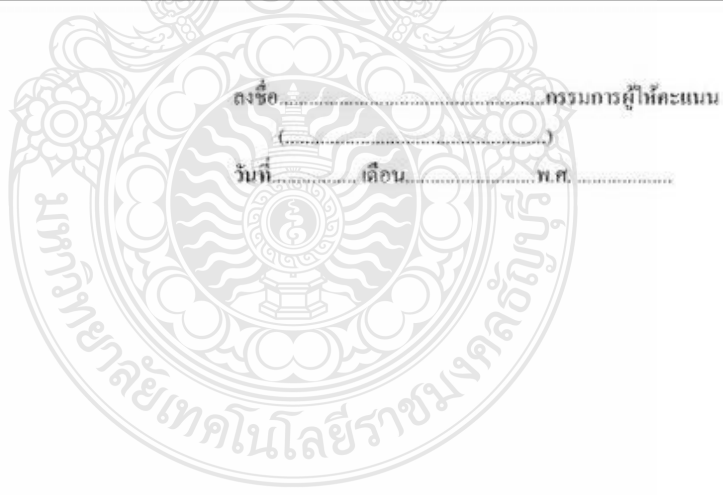 ลงชื่อ................................................กรรมการผู้ให้คะแนน
(................................................)
วันที่................ เดือน........................พ.ศ. ..................
มหาวิทยาลัยเทคโนโลยีราชมงคลธัญบุรี